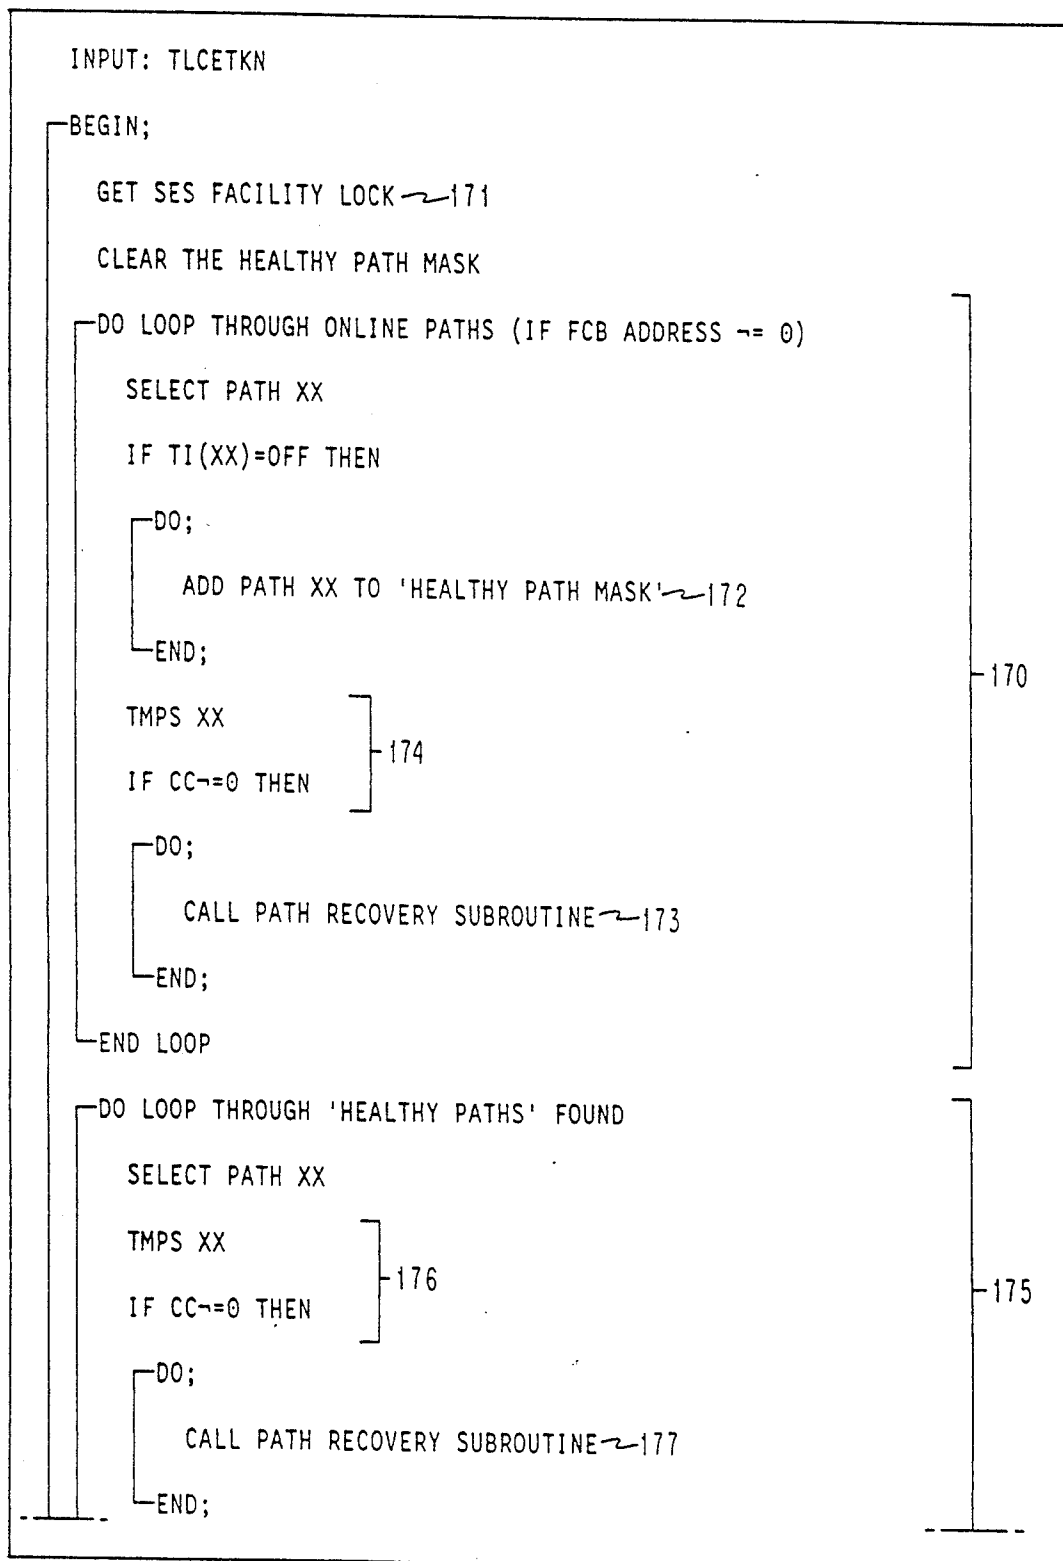 INPUT: TLCETKN
BEGIN;
GET SES FACILITY LOCK 171
CLEAR THE HEALTHY PATH MASK
DO LOOP THROUGH ONLINE PATHS (IF FCB ADDRESS ¬= 0)
SELECT PATH XX
IF TI(XX)=OFF THEN
DO;
ADD PATH XX TO 'HEALTHY PATH MASK' 172
END;
170
TMPS XX
174
IF CC¬=0 THEN
DO;
CALL PATH RECOVERY SUBROUTINE 173
END;
END LOOP
DO LOOP THROUGH 'HEALTHY PATHS' FOUND
SELECT PATH XX
TMPS XX
176
175
IF CC¬=0 THEN
DO;
CALL PATH RECOVERY SUBROUTINE 177
END;